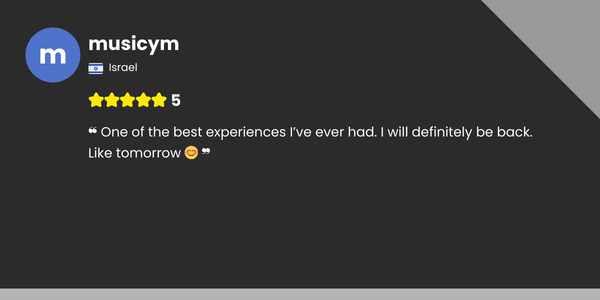 m
musicym
Israel
5
❝ One of the best experiences I’ve ever had. I will definitely be back.
Like tomorrow 😊 ❞